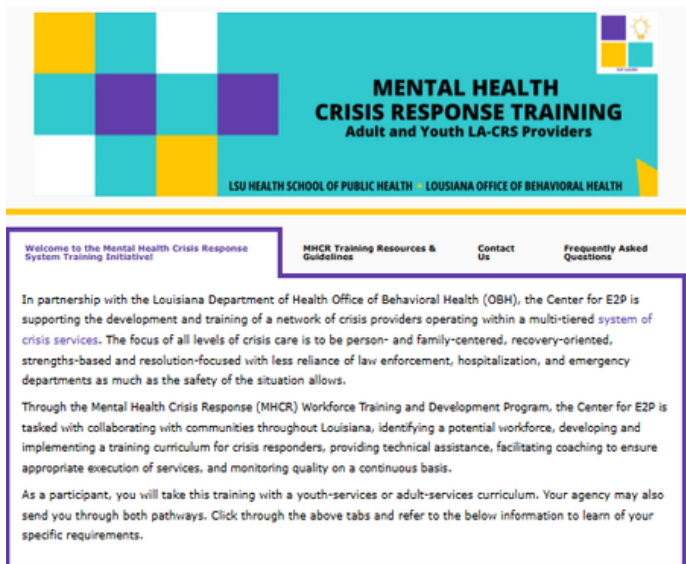 MENTAL HEALTH
CRISIS RESPONSE TRAINING
Adult and Youth LA-CRS Providers
LSU HEALTH SCHOOL OF PUBLIC HEALTH • LOUSIANA OFFICE OF BEHAVIORAL HEALTH
Welcome to the Mental Health Crisis Response
System Training Initiative!
MHCR Training Resources &
Guidelines
Contact
Us
Frequently Asked
Questions
In partnership with the Louisiana Department of Health Office of Behavioral Health (OBH), the Center for E2P is
supporting the development and training of a network of crisis providers operating within a multi-tiered system of
crisis services. The focus of all levels of crisis care is to be person- and family-centered, recovery-oriented,
strengths-based and resolution-focused with less reliance of law enforcement, hospitalization, and emergency
departments as much as the safety of the situation allows.
Through the Mental Health Crisis Response (MHCR) Workforce Training and Development Program, the Center for E2P is
tasked with collaborating with communities throughout Louisiana, identifying a potential workforce, developing and
implementing a training curriculum for crisis responders, providing technical assistance, facilitating coaching to ensure
appropriate execution of services, and monitoring quality on a continuous basis.
As a participant, you will take this training with a youth-services or adult-services curriculum. Your agency may also
send you through both pathways. Click through the above tabs and refer to the below information to learn of your
specific requirements.